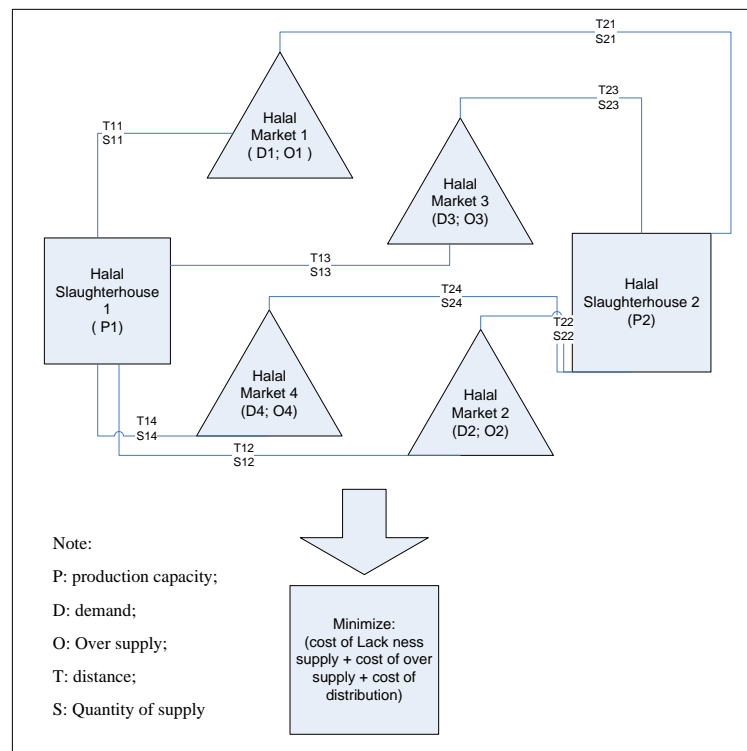 T21
S21
T23
S23
T11
S11
Halal
Market 1
( D1; O1 )
Halal
Market 3
(D3; O3)
Halal
Slaughterhouse
1
( P1)
T13
S13
Halal
Slaughterhouse 2
(P2)
T24
S24
T22
S22
Halal
Market 4
(D4; O4)
Halal
Market 2
(D2; O2)
T14
S14
T12
S12
Note:
P: production capacity;
D: demand;
O: Over supply;
T: distance;
S: Quantity of supply
Minimize:
(cost of Lack ness
supply + cost of over
supply + cost of
distribution)